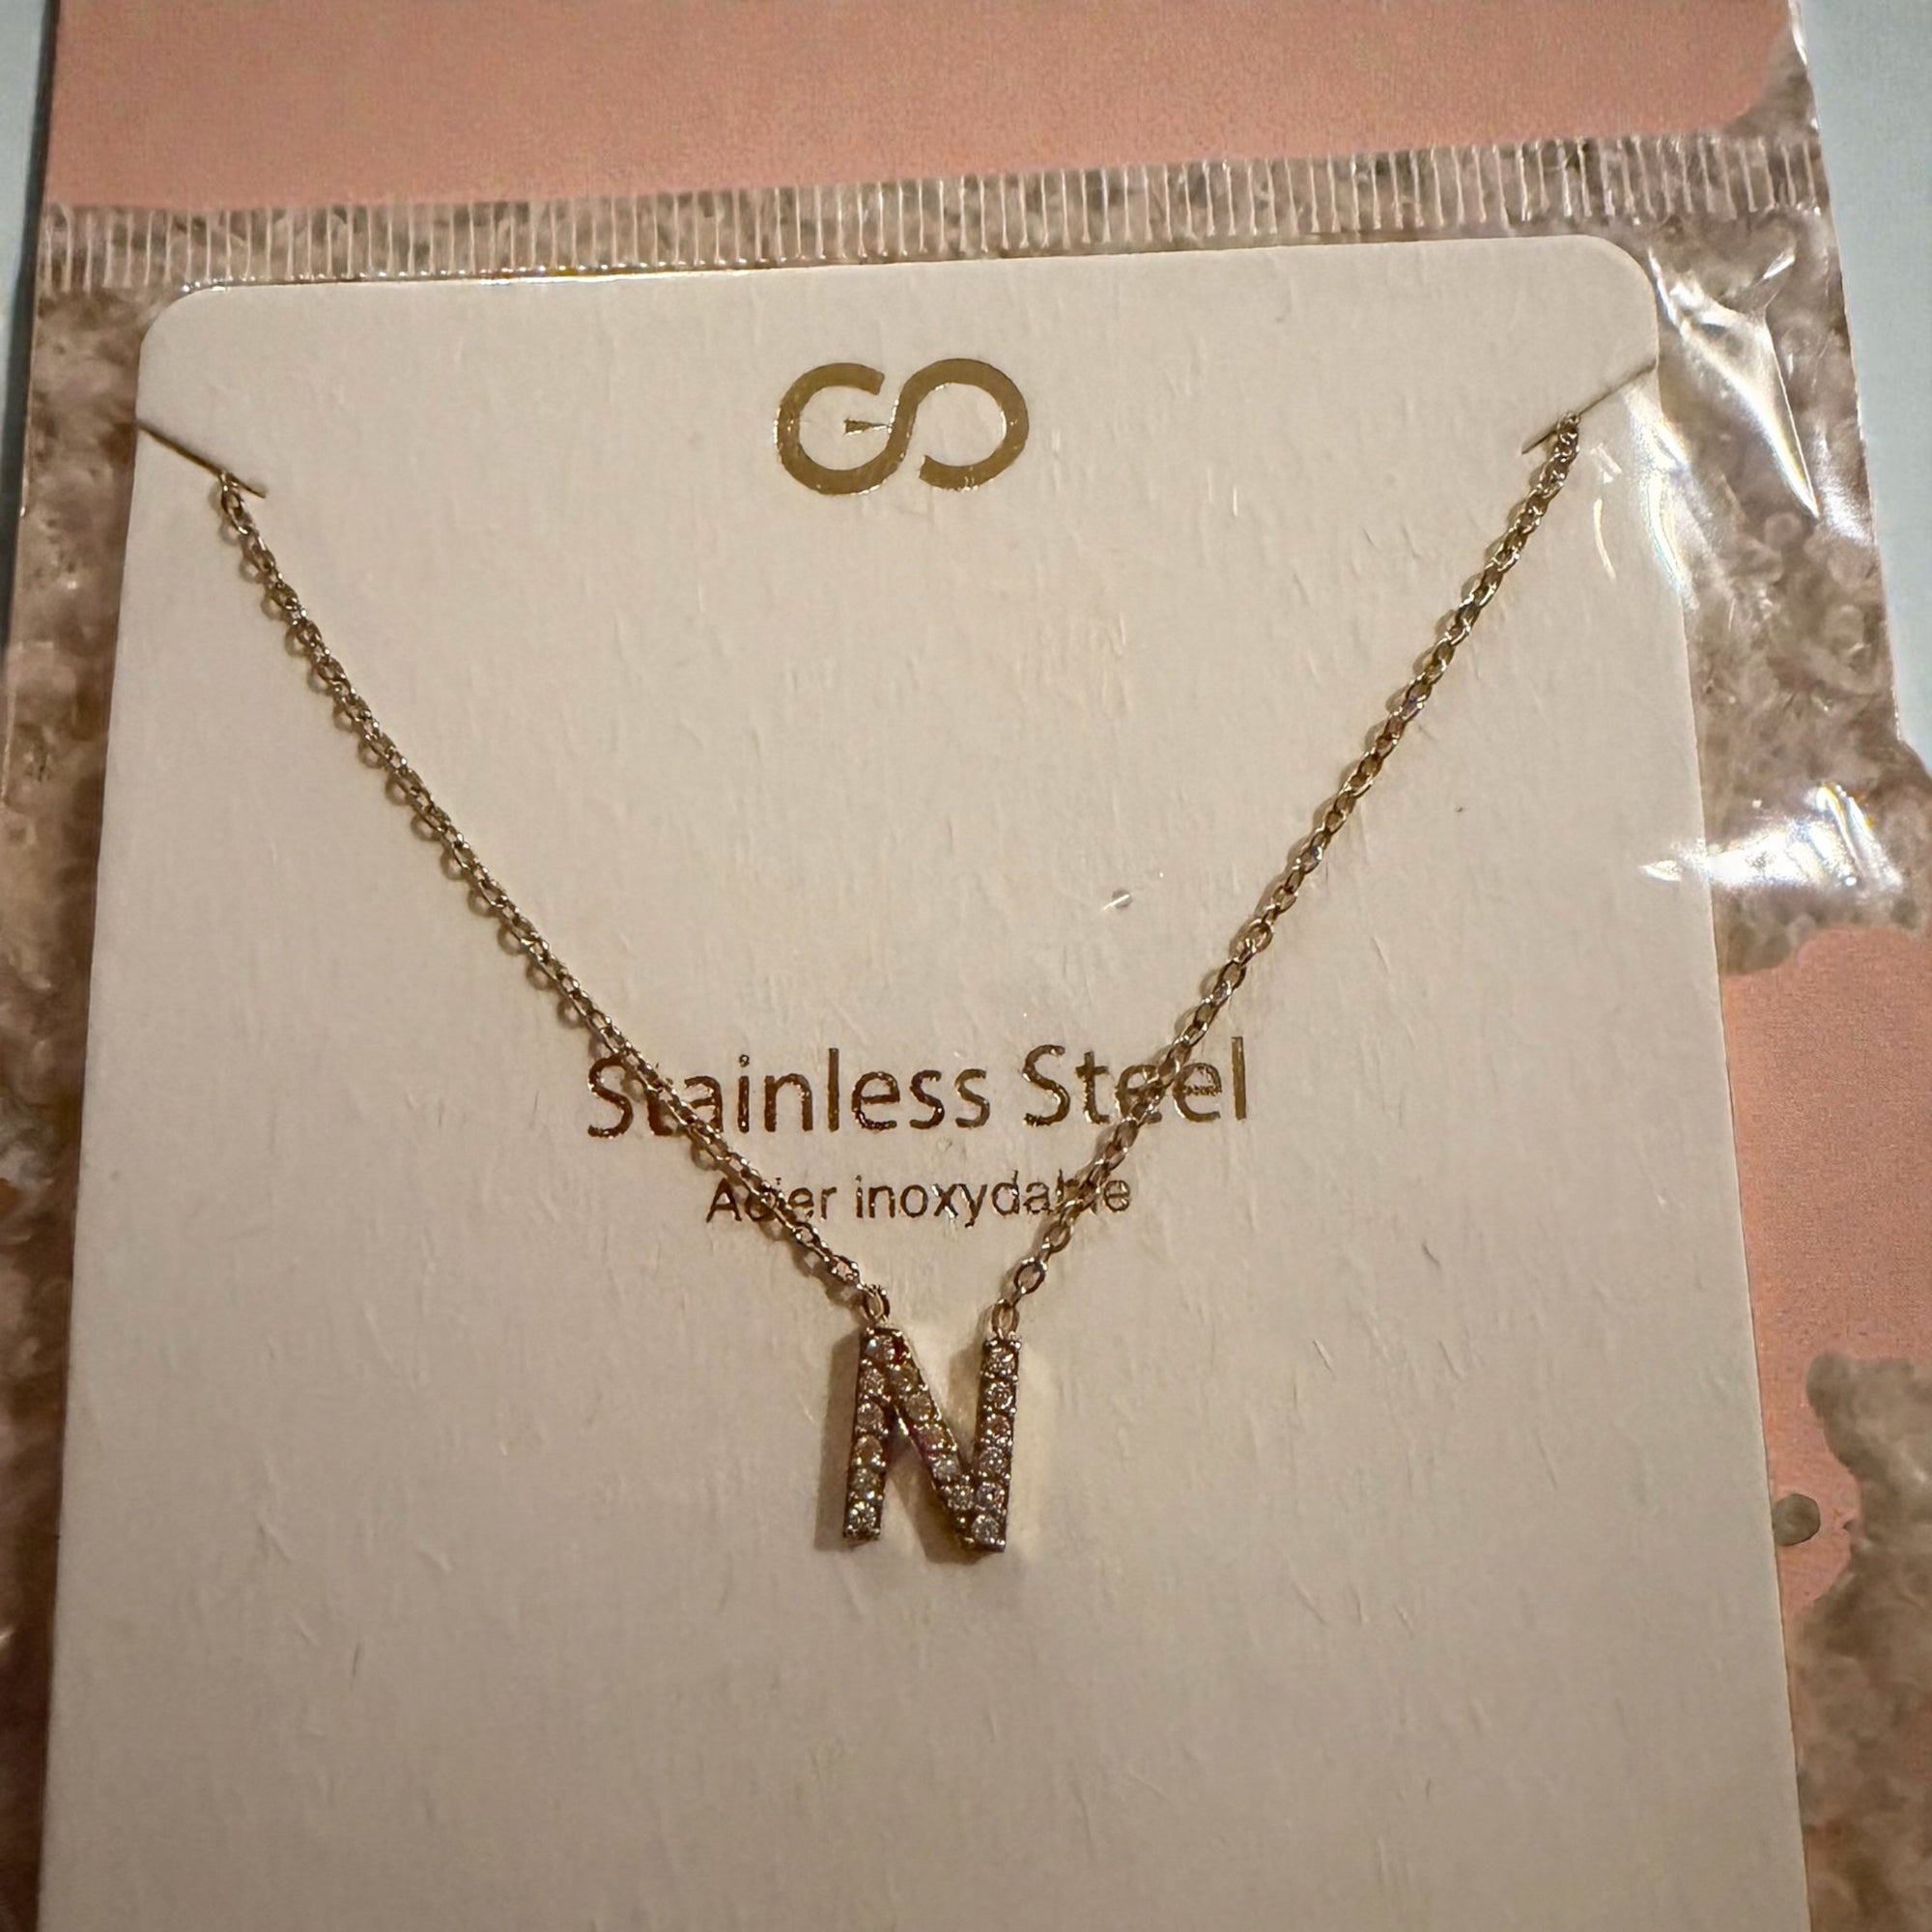 Stainless Steel
Acier inoxydable
N